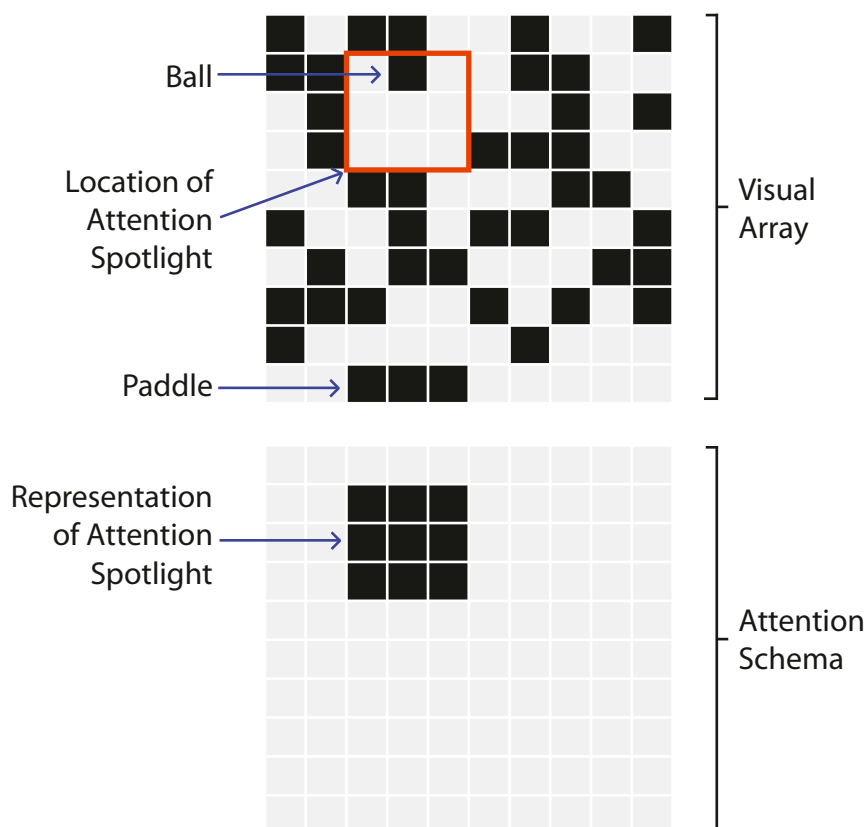 Ball
Location of
Attention
Spotlight
Visual
Array
Paddle
Representation
of Attention
Spotlight
Attention
Schema